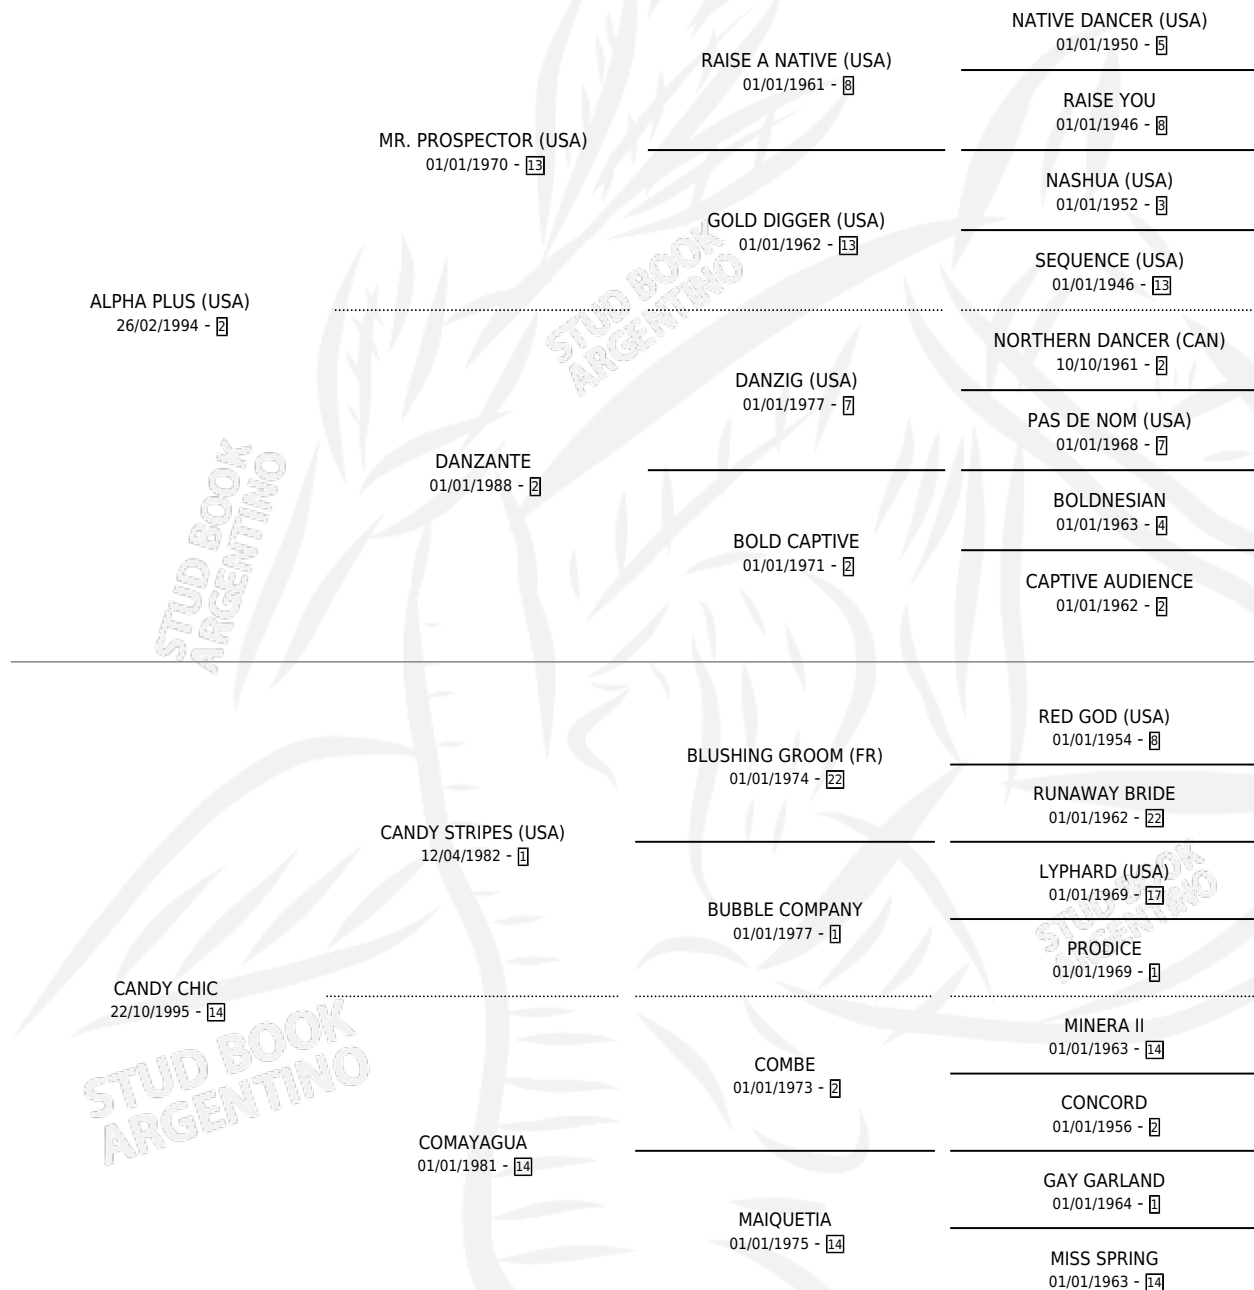 NATIVE DANCER (USA)
01/01/1950 - 5
RAISE A NATIVE (USA)
01/01/1961 - 8
RAISE YOU
01/01/1946 - 8
MR. PROSPECTOR (USA)
01/01/1970 - 13
NASHUA (USA)
01/01/1952 - 3
GOLD DIGGER (USA)
01/01/1962 - 13
SEQUENCE (USA)
01/01/1946 - 13
ALPHA PLUS (USA)
26/02/1994 - 2
STUD BOOK
ARGENTINO
NORTHERN DANCER (CAN)
10/10/1961 - 2
DANZIG (USA)
01/01/1977 - 7
PAS DE NOM (USA)
01/01/1968 - 7
DANZANTE
01/01/1988 - 2
BOLDNESIAN
01/01/1963 - 4
BOLD CAPTIVE
01/01/1971 - 2
CAPTIVE AUDIENCE
01/01/1962 - 2
STUD BOOK
ARGENTINO
RED GOD (USA)
01/01/1954 - 8
BLUSHING GROOM (FR)
01/01/1974 - 22
RUNAWAY BRIDE
01/01/1962 - 22
CANDY STRIPES (USA)
12/04/1982 - 1
LYPHARD (USA)
01/01/1969 - 17
BUBBLE COMPANY
01/01/1977 - 1
STUD BOOK
ARGENTINO
PRODICE
01/01/1969 - 1
CANDY CHIC
22/10/1995 - 14
STUD BOOK
ARGENTINO
MINERA II
01/01/1963 - 14
COMBE
01/01/1973 - 2
CONCORD
01/01/1956 - 2
COMAYAGUA
01/01/1981 - 14
GAY GARLAND
01/01/1964 - 1
MAIQUETIA
01/01/1975 - 14
MISS SPRING
01/01/1963 - 14